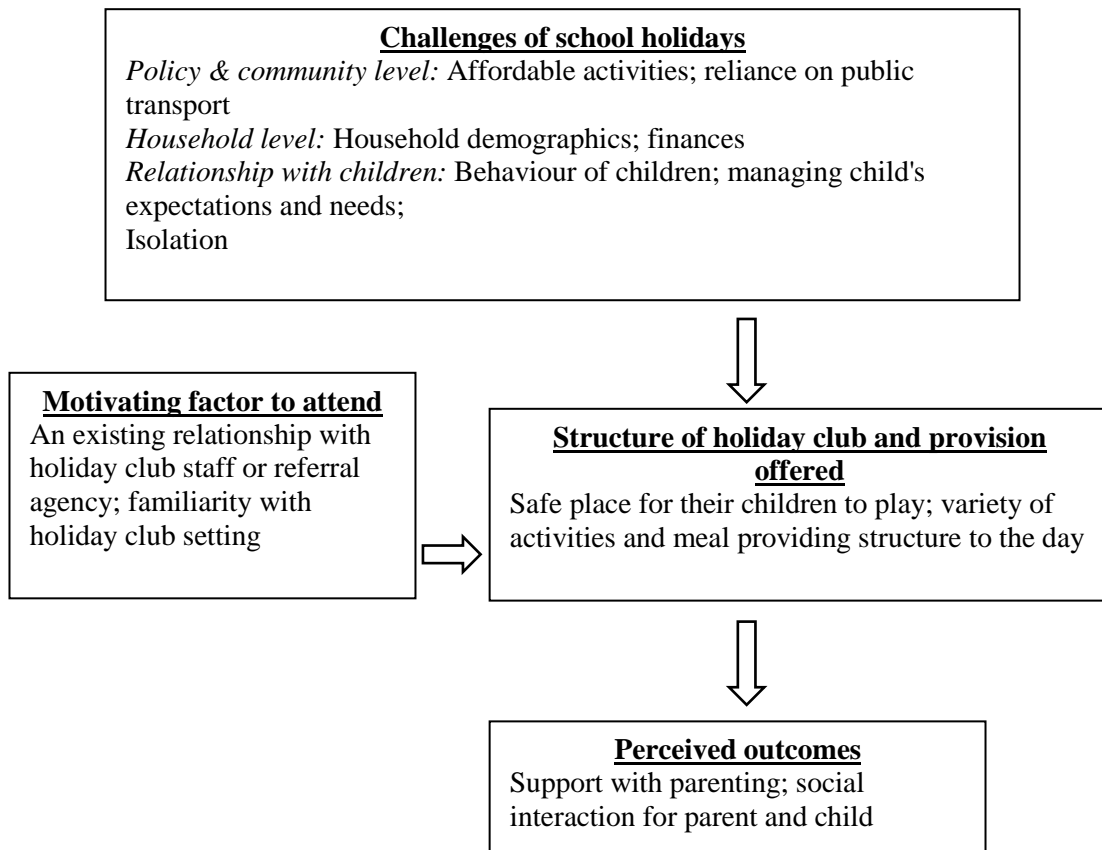 Challenges of school holidays
Policy & community level: Affordable activities; reliance on public
transport
Household level: Household demographics; finances
Relationship with children: Behaviour of children; managing child's
expectations and needs;
Isolation
Motivating factor to attend
An existing relationship with
holiday club staff or referral
agency; familiarity with
holiday club setting
Structure of holiday club and provision
offered
Safe place for their children to play; variety of
activities and meal providing structure to the day
Perceived outcomes
Support with parenting; social
interaction for parent and child